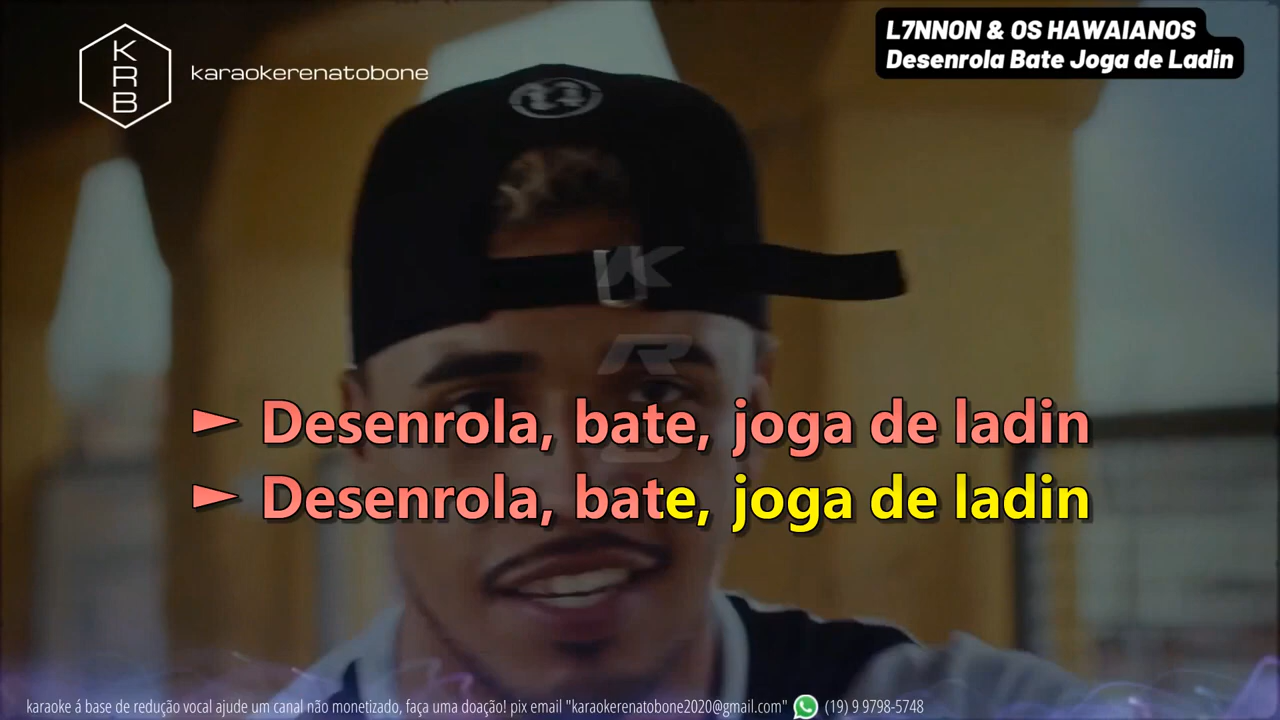 K
R
B
karaokerenatobone
L7NNON & OS HAWAIANOS
Desenrola Bate Joga de Ladin
K
R
► Desenrola, bate, joga de ladin
► Desenrola, bate, joga de ladin
karaoke á base de redução vocal ajude um canal não monetizado, faça uma doação! pix email "karaokerenatobone2020@gmail.com" (19) 9 9798-5748